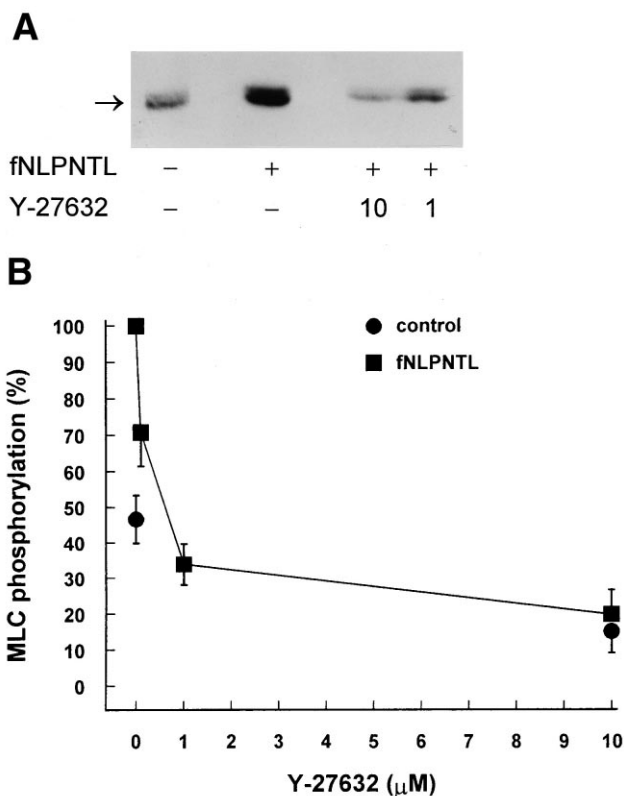 A
→
fNLPNTL – + + +
Y-27632 – – 10 1
B
MLC phosphorylation (%)
100
90
80
70
60
50
40
30
20
10
0
control
fNLPNTL
0 1 2 3 4 5 6 7 8 9 10
Y-27632 (μM)